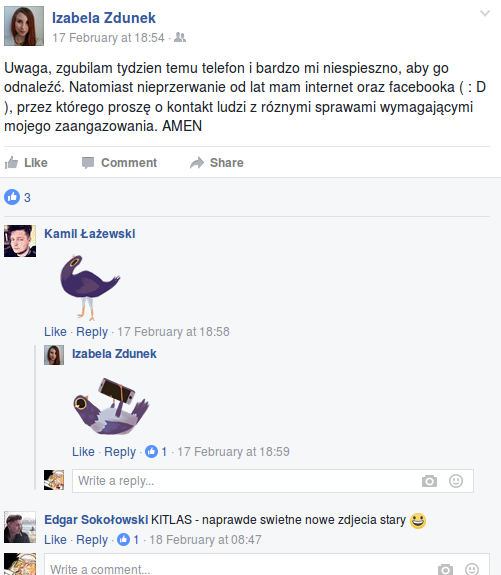 Izabela Zdunek
17 February at 18:54 ·
Uwaga, zgubilam tydzien temu telefon i bardzo mi niespieszno, aby go
odnaleźć. Natomiast nieprzerwanie od lat mam internet oraz facebooka ( : D
), przez którego proszę o kontakt ludzi z róznymi sprawami wymagającymi
mojego zaangazowania. AMEN
Like Comment Share
3
Kamil Łażewski
Like · Reply · 17 February at 18:58
Izabela Zdunek
Like · Reply · 1 · 17 February at 18:59
Write a reply...
Edgar Sokołowski KITLAS - naprawde swietne nowe zdjecia stary
Like · Reply · 1 · 18 February at 08:47
Write a comment...